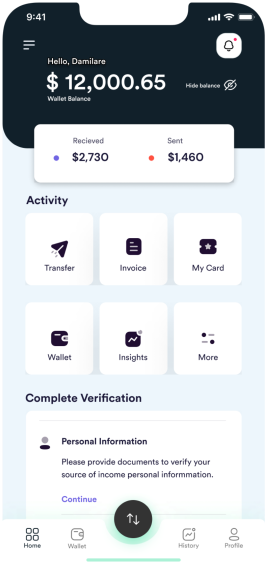 9:41
Hello, Damilare
$ 12,000.65
Wallet Balance
Hide balance
Recieved
Sent
$2,730
$1,460
Activity
Transfer
Invoice
My Card
Wallet
Insights
More
Complete Verification
Personal Information
Please provide documents to verify your
source of income personal informmation.
Continue
Home
Wallet
History
Profile